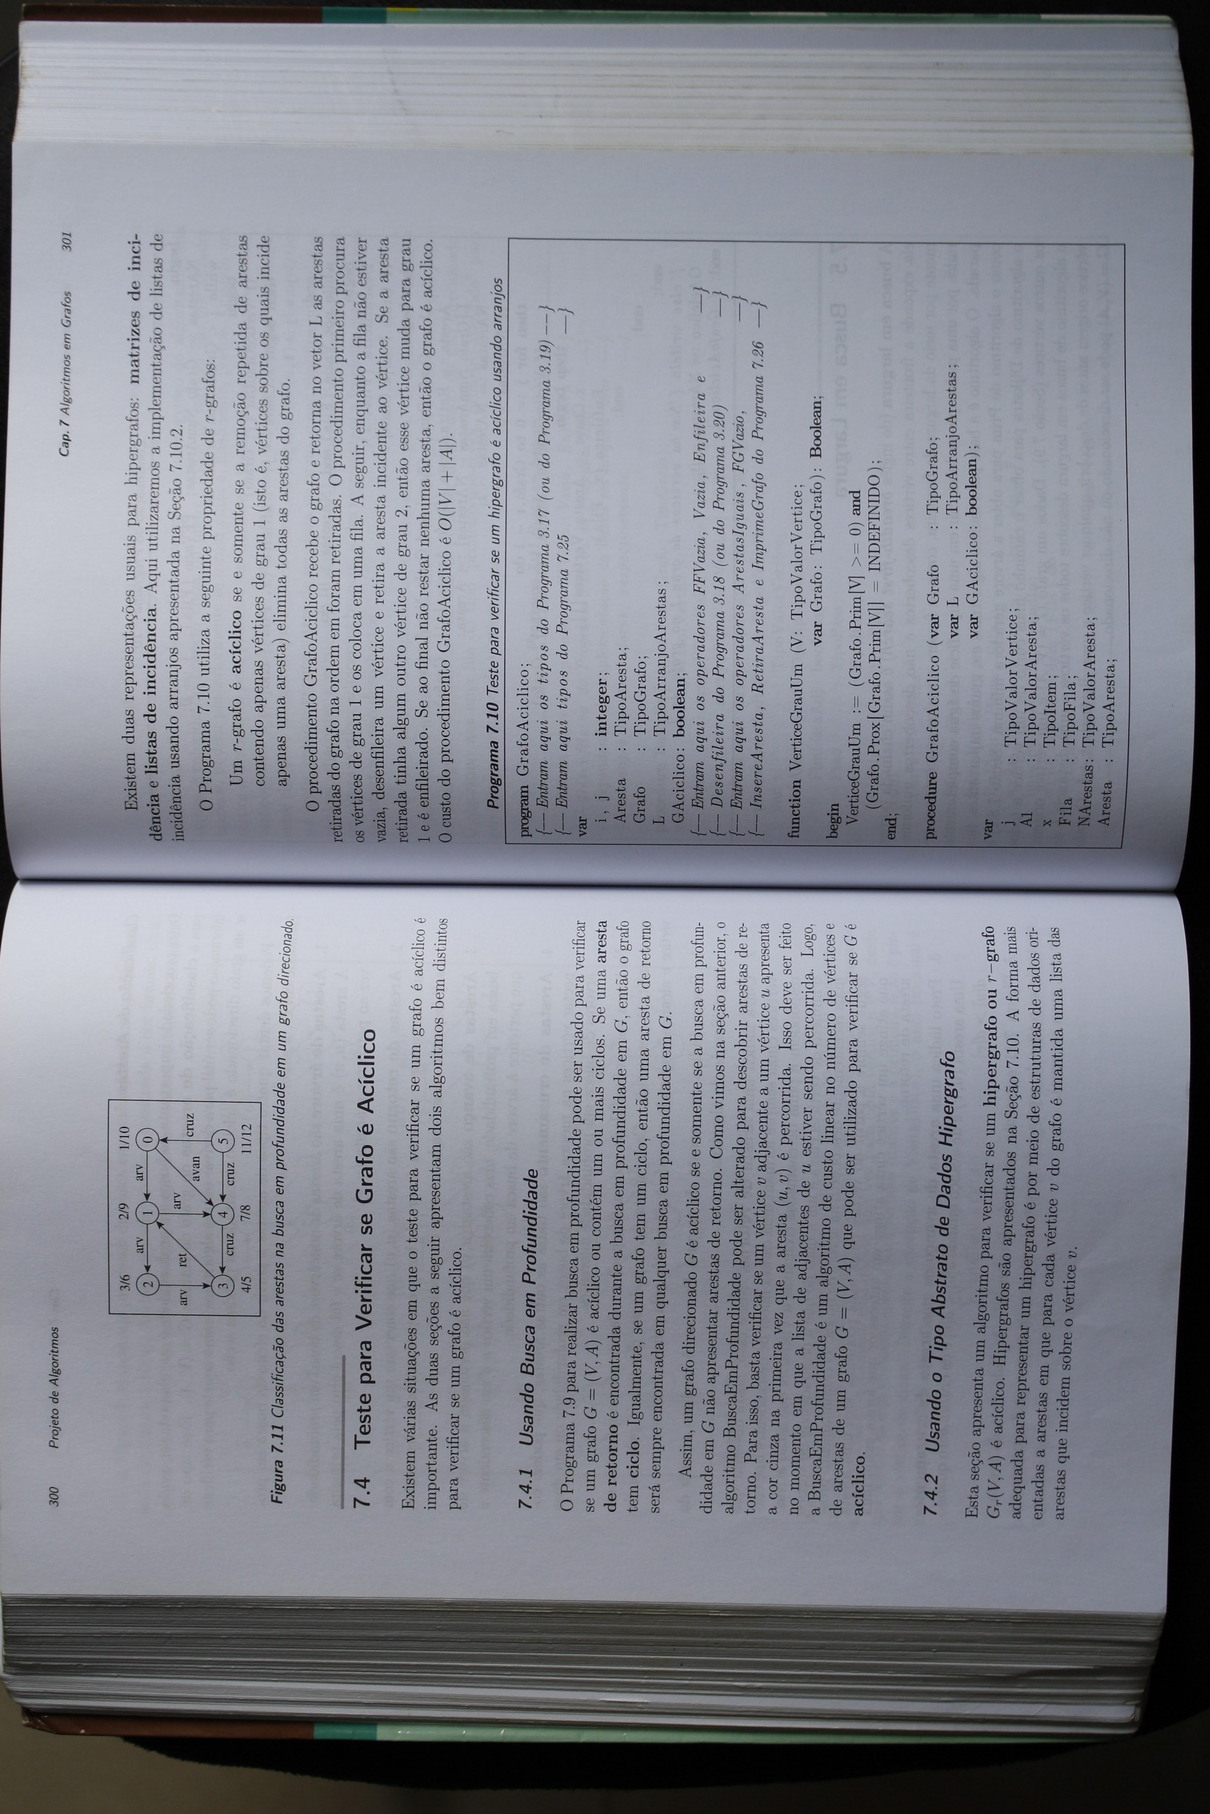 300 Projeto de Algoritmos
3/6 2/9 1/10
arv arv
2 1 0
arv ret arv avan cruz
3 4 5
cruz cruz
4/5 7/8 11/12
Figura 7.11 Classificação das arestas na busca em profundidade em um grafo direcionado.
7.4 Teste para Verificar se Grafo é Acíclico
Existem várias situações em que o teste para verificar se um grafo é acíclico é
importante. As duas seções a seguir apresentam dois algoritmos bem distintos
para verificar se um grafo é acíclico.
7.4.1 Usando Busca em Profundidade
O Programa 7.9 para realizar busca em profundidade pode ser usado para verificar
se um grafo G = (V, A) é acíclico ou contém um ou mais ciclos. Se uma aresta
de retorno é encontrada durante a busca em profundidade em G, então o grafo
tem ciclo. Igualmente, se um grafo tem um ciclo, então uma aresta de retorno
será sempre encontrada em qualquer busca em profundidade em G.
Assim, um grafo direcionado G é acíclico se e somente se a busca em profun-
didade em G não apresentar arestas de retorno. Como vimos na seção anterior, o
algoritmo BuscaEmProfundidade pode ser alterado para descobrir arestas de re-
torno. Para isso, basta verificar se um vértice v adjacente a um vértice u apresenta
a cor cinza na primeira vez que a aresta (u, v) é percorrida. Isso deve ser feito
no momento em que a lista de adjacentes de u estiver sendo percorrida. Logo,
a BuscaEmProfundidade é um algoritmo de custo linear no número de vértices e
de arestas de um grafo G = (V, A) que pode ser utilizado para verificar se G é
acíclico.
7.4.2 Usando o Tipo Abstrato de Dados Hipergrafo
Esta seção apresenta um algoritmo para verificar se um hipergrafo ou r−grafo
Gr(V, A) é acíclico. Hipergrafos são apresentados na Seção 7.10. A forma mais
adequada para representar um hipergrafo é por meio de estruturas de dados ori-
entadas a arestas em que para cada vértice v do grafo é mantida uma lista das
arestas que incidem sobre o vértice v.
Cap. 7 Algoritmos em Grafos 301
Existem duas representações usuais para hipergrafos: matrizes de inci-
dência e listas de incidência. Aqui utilizaremos a implementação de listas de
incidência usando arranjos apresentada na Seção 7.10.2.
O Programa 7.10 utiliza a seguinte propriedade de r-grafos:
Um r-grafo é acíclico se e somente se a remoção repetida de arestas
contendo apenas vértices de grau 1 (isto é, vértices sobre os quais incide
apenas uma aresta) elimina todas as arestas do grafo.
O procedimento GrafoAciclico recebe o grafo e retorna no vetor L as arestas
retiradas do grafo na ordem em foram retiradas. O procedimento primeiro procura
os vértices de grau 1 e os coloca em uma fila. A seguir, enquanto a fila não estiver
vazia, desenfileira um vértice e retira a aresta incidente ao vértice. Se a aresta
retirada tinha algum outro vértice de grau 2, então esse vértice muda para grau
1 e é enfileirado. Se ao final não restar nenhuma aresta, então o grafo é acíclico.
O custo do procedimento GrafoAciclico é O(|V| + |A|).
Programa 7.10 Teste para verificar se um hipergrafo é acíclico usando arranjos
program GrafoAciclico;
{-- Entram aqui os tipos do Programa 3.17 (ou do Programa 3.19) --}
{-- Entram aqui tipos do Programa 7.25 --}
var
i, j : integer;
Aresta : TipoAresta;
Grafo : TipoGrafo;
L : TipoArranjoArestas;
GAciclico: boolean;
{-- Entram aqui os operadores FFVazia, Vazia, Enfileira e --}
{-- Desenfileira do Programa 3.18 (ou do Programa 3.20) --}
{-- Entram aqui os operadores ArestasIguais, FGVazio, --}
{-- InsereAresta, RetiraAresta e ImprimeGrafo do Programa 7.26 --}
function VerticeGrauUm (V: TipoValorVertice;
var Grafo: TipoGrafo): Boolean;
begin
VerticeGrauUm := (Grafo.Prim[V] >= 0) and
(Grafo.Prox[Grafo.Prim[V]] = INDEFINIDO);
end;
procedure GrafoAciclico (var Grafo : TipoGrafo;
var L : TipoArranjoArestas;
var GAciclico: boolean);
var
j : TipoValorVertice;
A1 : TipoValorAresta;
x : TipoItem;
Fila : TipoFila;
NArestas: TipoValorAresta;
Aresta : TipoAresta;